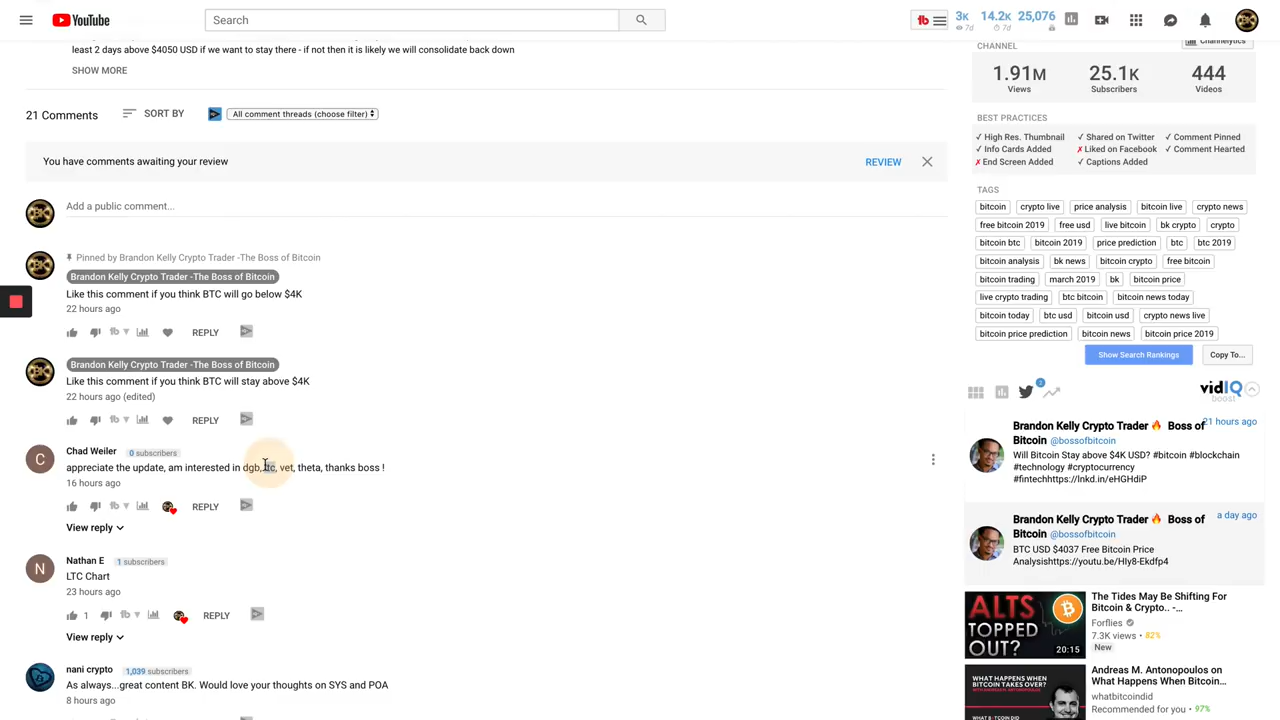 YouTube
Search
3K 14.2K 25,076
7d 7d
least 2 days above $4050 USD if we want to stay there - if not then it is likely we will consolidate back down
SHOW MORE
21 Comments SORT BY All comment threads (choose filter)
You have comments awaiting your review REVIEW
Add a public comment...
Pinned by Brandon Kelly Crypto Trader -The Boss of Bitcoin
Brandon Kelly Crypto Trader -The Boss of Bitcoin
Like this comment if you think BTC will go below $4K
22 hours ago
REPLY
Brandon Kelly Crypto Trader -The Boss of Bitcoin
Like this comment if you think BTC will stay above $4K
22 hours ago (edited)
REPLY
C
Chad Weiler 0 subscribers
appreciate the update, am interested in dgb, ltc, vet, theta, thanks boss !
16 hours ago
REPLY
View reply
N
Nathan E 1 subscribers
LTC Chart
23 hours ago
1 REPLY
View reply
nani crypto 1,039 subscribers
As always...great content BK. Would love your thoughts on SYS and POA
8 hours ago
CHANNEL Channelytics
1.91M 25.1K 444
Views Subscribers Videos
BEST PRACTICES
✓ High Res. Thumbnail ✓ Shared on Twitter ✓ Comment Pinned
✓ Info Cards Added ✗ Liked on Facebook ✓ Comment Hearted
✗ End Screen Added ✓ Captions Added
TAGS
bitcoin crypto live price analysis bitcoin live crypto news
free bitcoin 2019 free usd live bitcoin bk crypto crypto
bitcoin btc bitcoin 2019 price prediction btc btc 2019
bitcoin analysis bk news bitcoin crypto free bitcoin
bitcoin trading march 2019 bk bitcoin price
live crypto trading btc bitcoin bitcoin news today
bitcoin today btc usd bitcoin usd crypto news live
bitcoin price prediction bitcoin news bitcoin price 2019
Show Search Rankings Copy To...
3
vidIQ
boost
Brandon Kelly Crypto Trader 🔥 Boss of 21 hours ago
Bitcoin @bossofbitcoin
Will Bitcoin Stay above $4K USD? #bitcoin #blockchain
#technology #cryptocurrency
#fintechhttps://lnkd.in/eHGHdiP
Brandon Kelly Crypto Trader 🔥 Boss of a day ago
Bitcoin @bossofbitcoin
BTC USD $4037 Free Bitcoin Price
Analysishttps://youtu.be/HIy8-Ekdfp4
ALTS
TOPPED
OUT?
20:15
The Tides May Be Shifting For
Bitcoin & Crypto.. -...
Forflies
7.3K views • 82%
New
WHAT HAPPENS WHEN
BITCOIN TAKES OVER?
Andreas M. Antonopoulos on
What Happens When Bitcoin...
whatbitcoindid
Recommended for you • 97%